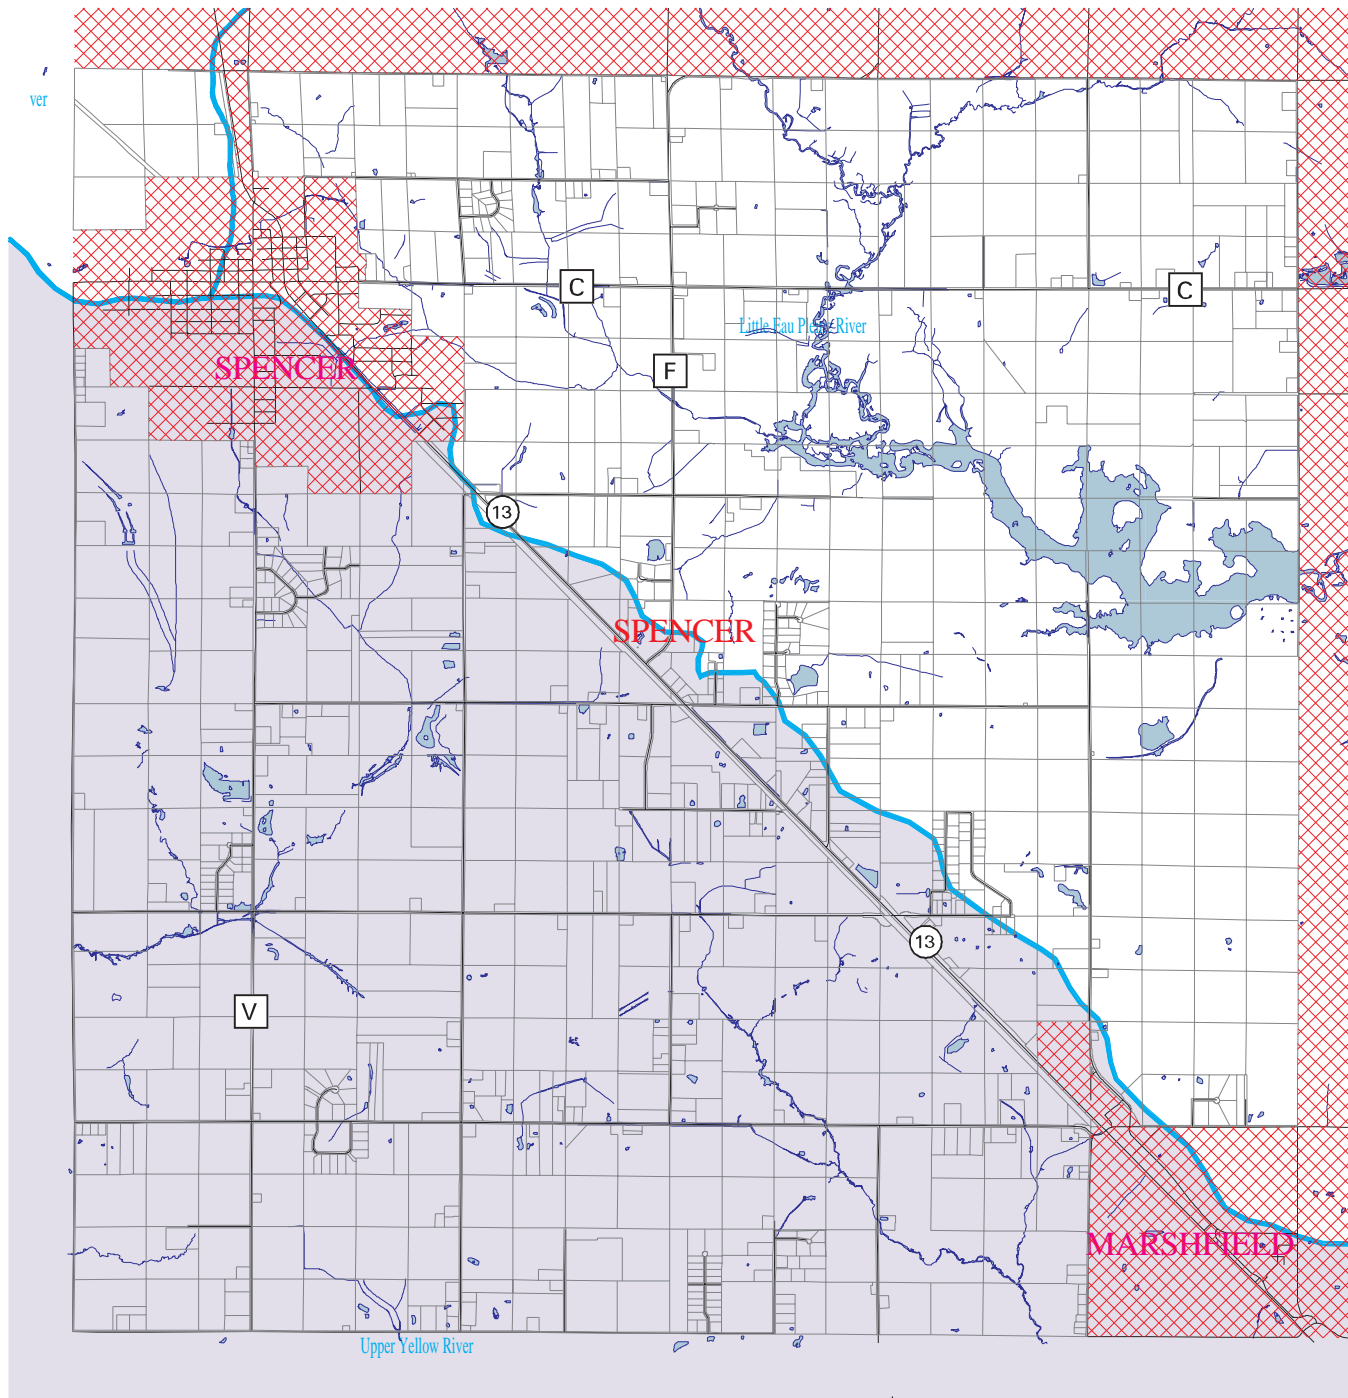 ver
C
C
Little Eau Pleine River
SPENCER
F
13
SPENCER
13
V
MARSHFIELD
Upper Yellow River